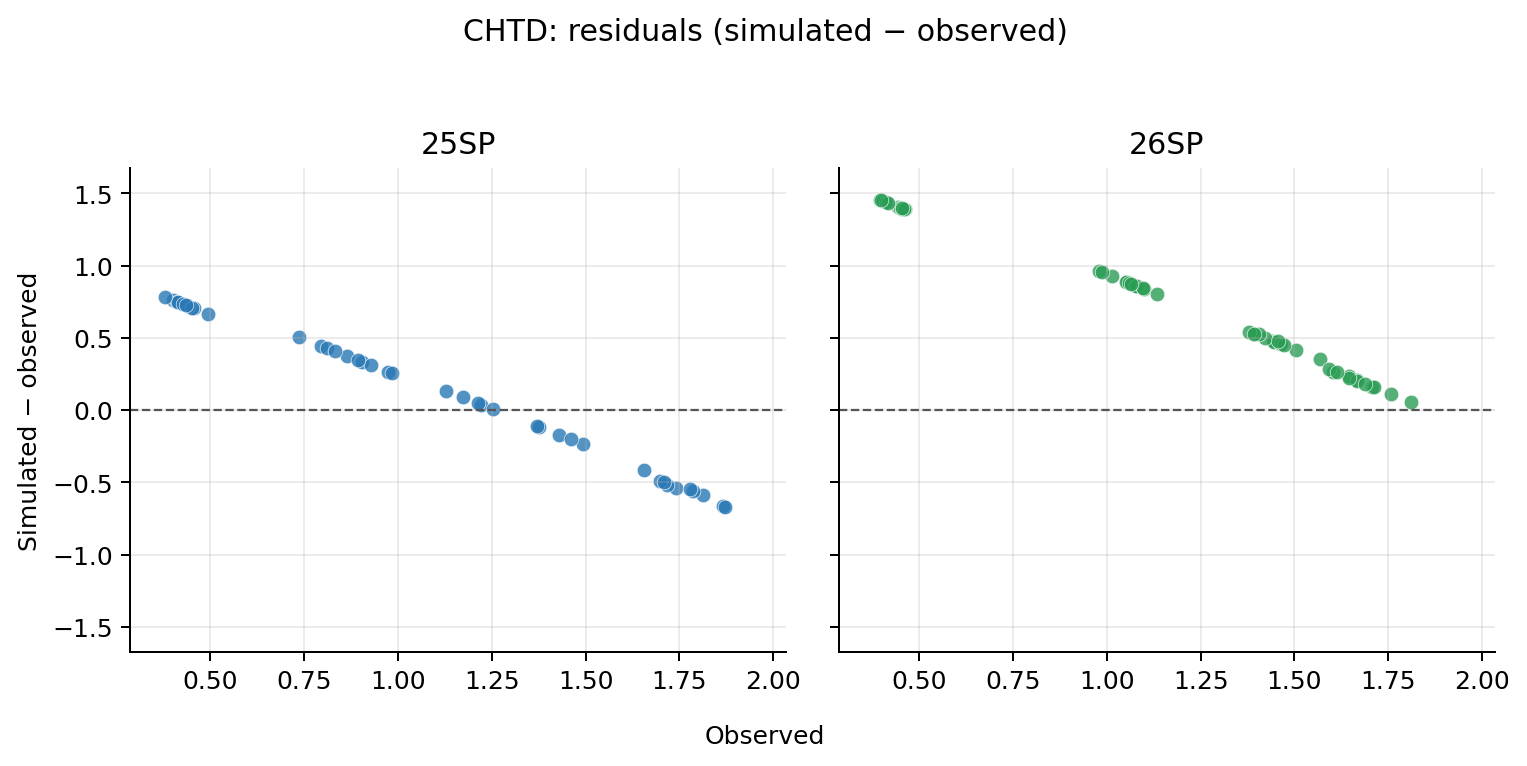 CHTD: residuals (simulated − observed)
25SP
26SP
Simulated − observed
1.5
1.0
0.5
0.0
−0.5
−1.0
−1.5
0.50 0.75 1.00 1.25 1.50 1.75 2.00
0.50 0.75 1.00 1.25 1.50 1.75 2.00
Observed